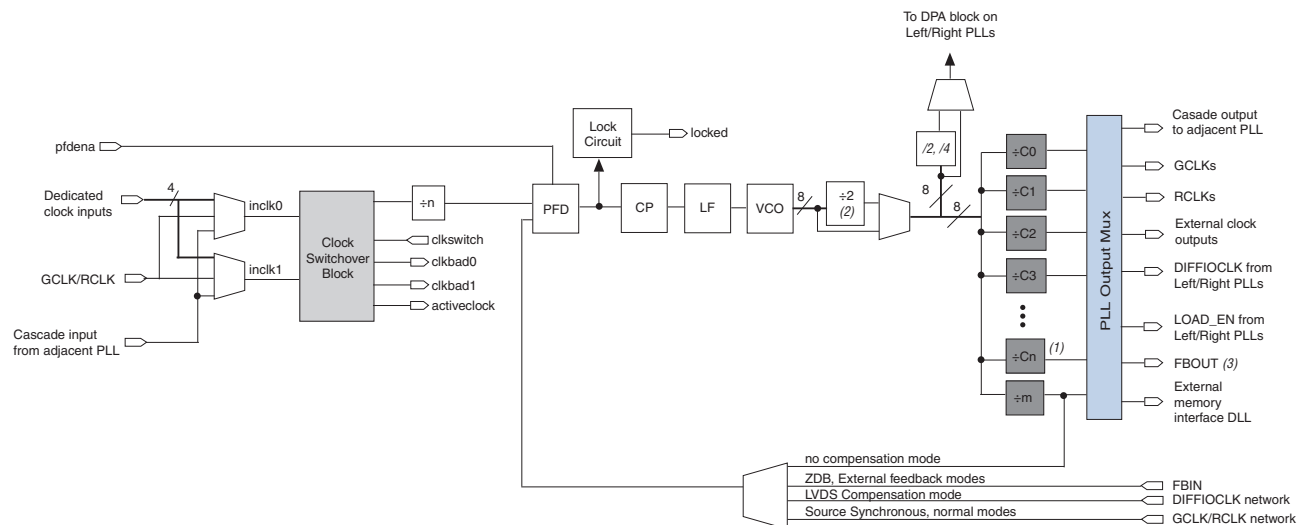 To DPA block on
Left/Right PLLs
Lock
Circuit
locked
pfdena
Casade output
to adjacent PLL
/2, /4
÷C0
GCLKs
4
Dedicated
clock inputs
inclk0
÷n
PFD
CP
LF
VCO
8
÷2
(2)
8
8
÷C1
RCLKs
÷C2
External clock
outputs
Clock
Switchover
Block
clkswitch
clkbad0
clkbad1
activeclock
GCLK/RCLK
inclk1
÷C3
DIFFIOCLK from
Left/Right PLLs
PLL Output Mux
LOAD_EN from
Left/Right PLLs
Cascade input
from adjacent PLL
÷Cn
(1)
FBOUT (3)
÷m
External
memory
interface DLL
no compensation mode
ZDB, External feedback modes
FBIN
LVDS Compensation mode
DIFFIOCLK network
Source Synchronous, normal modes
GCLK/RCLK network